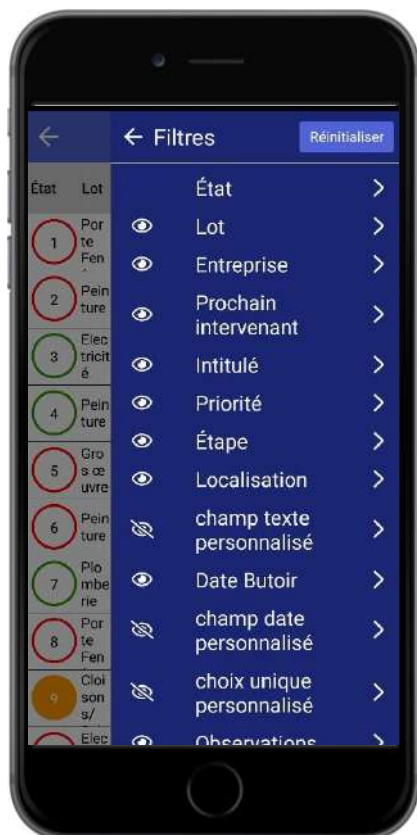 Filtres
Réinitialiser
État
Lot
État
1
Por
te
Fen
Lot
Entreprise
2
Pein
ture
Prochain
intervenant
3
Elec
tricit
é
Intitulé
4
Pein
ture
Priorité
Étape
5
Gro
s œ
uvre
Localisation
6
Pein
ture
champ texte
personnalisé
7
Plo
mbe
rie
Date Butoir
8
Por
te
Fen
champ date
personnalisé
9
Cloi
son
s/
choix unique
personnalisé
Elec
Observations